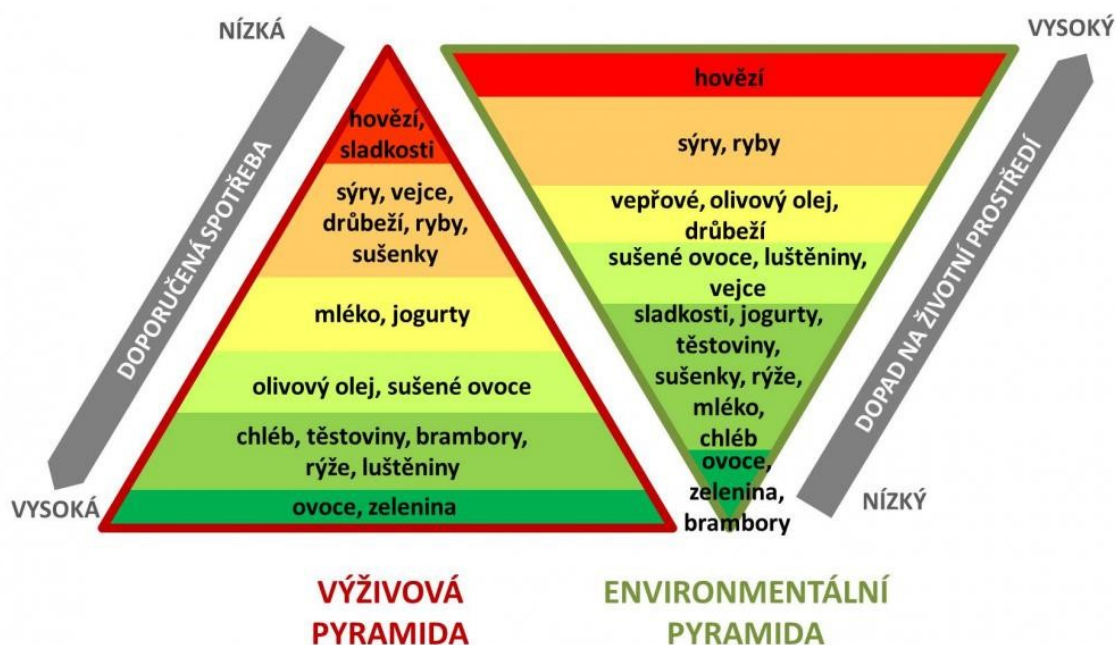 NÍZKÁ
DOPORUČENÁ SPOTŘEBA
VYSOKÁ
hovězí,
sladkosti
sýry, vejce,
drůbeží, ryby,
sušenky
mléko, jogurty
olivový olej, sušené ovoce
chléb, těstoviny, brambory,
rýže, luštěniny
ovoce, zelenina
VÝŽIVOVÁ
PYRAMIDA
VYSOKÝ
DOPAD NA ŽIVOTNÍ PROSTŘEDÍ
NÍZKÝ
hovězí
sýry, ryby
vepřové, olivový olej,
drůbeží
sušené ovoce, luštěniny,
vejce
sladkosti, jogurty,
těstoviny,
sušenky, rýže,
mléko,
chléb
ovoce,
zelenina,
brambory
ENVIRONMENTÁLNÍ
PYRAMIDA